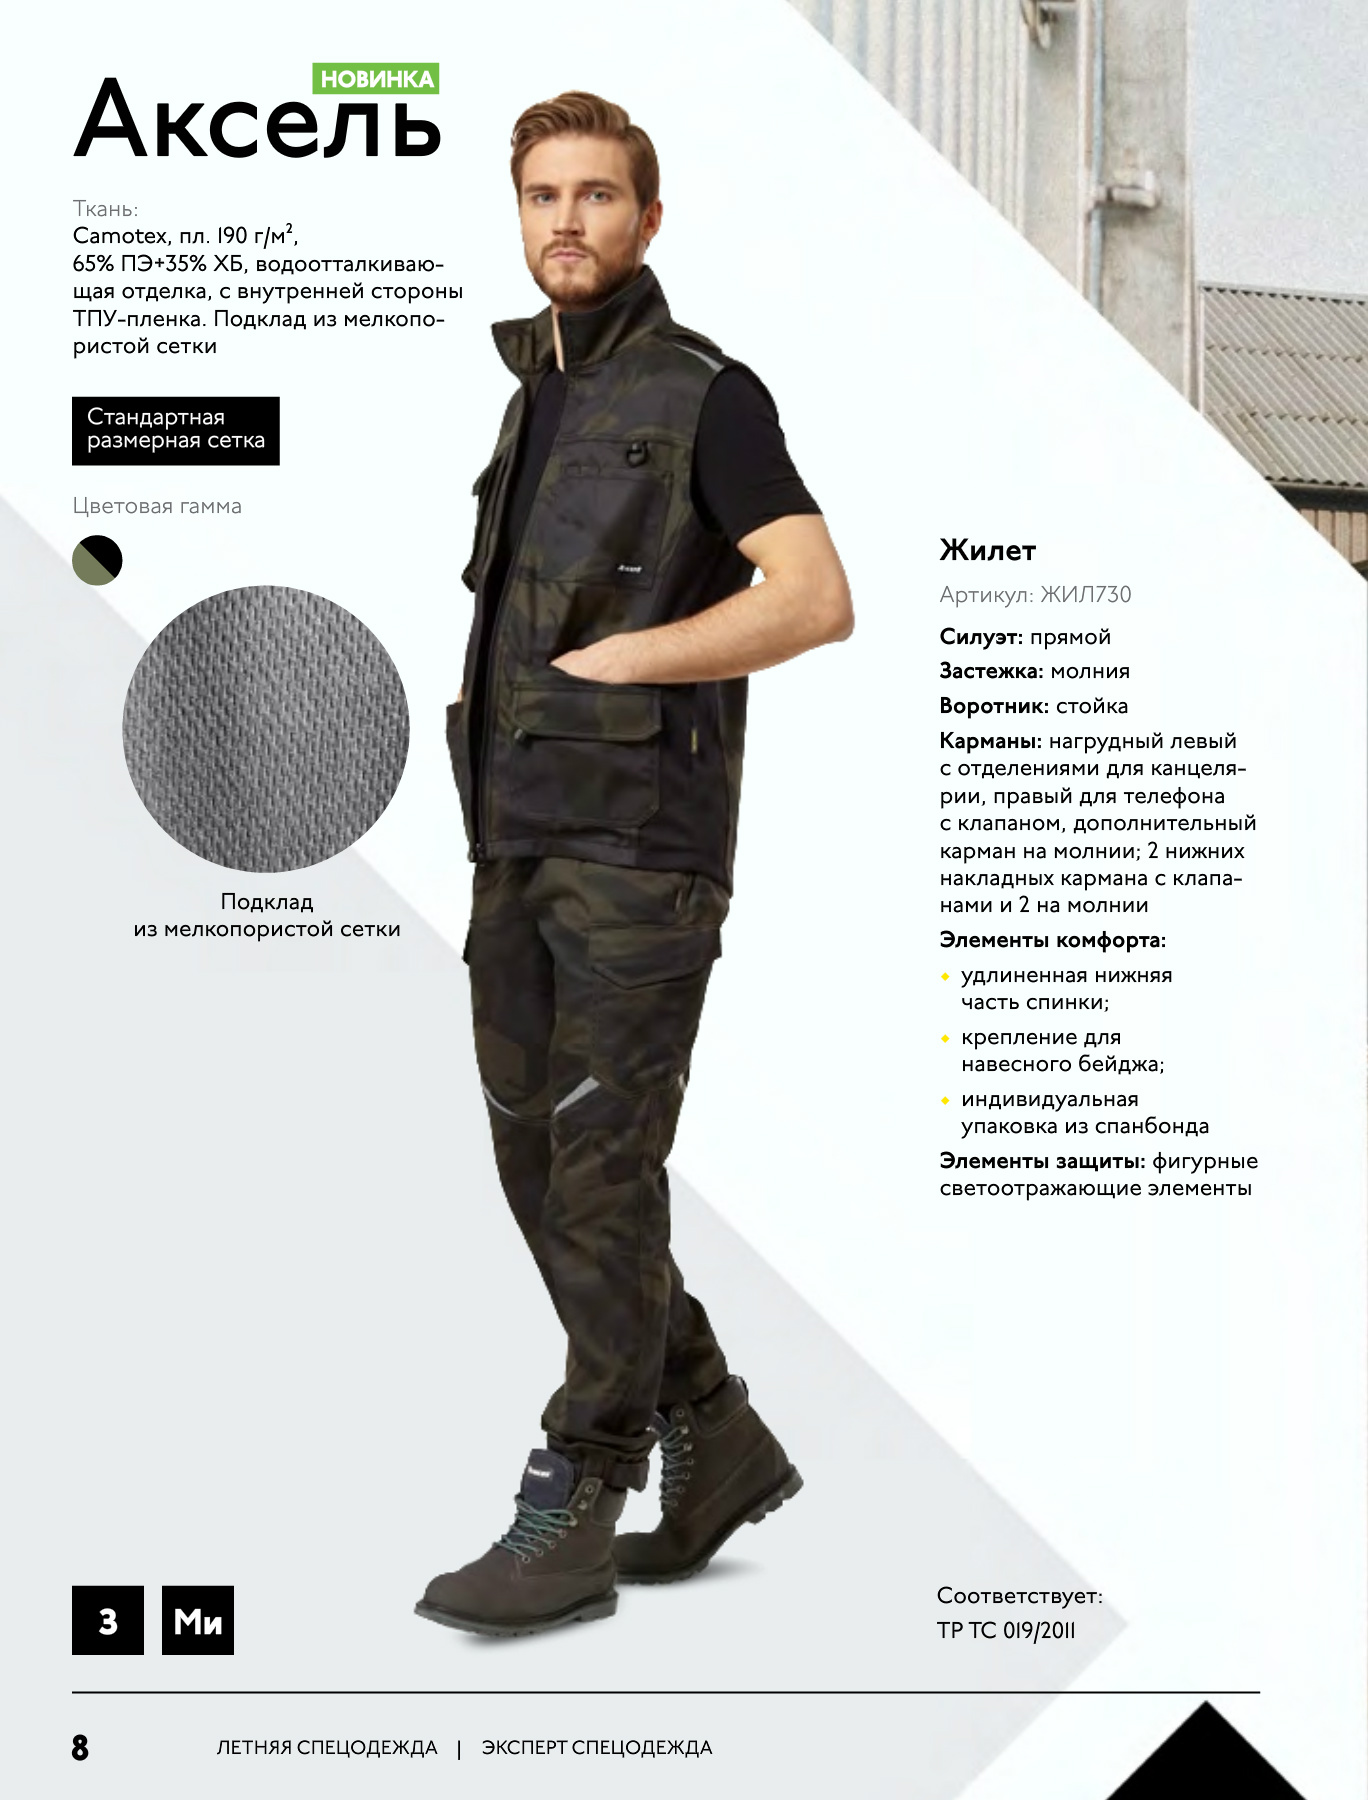 НОВИНКА
Аксель
Ткань:
Camotex, пл. 190 г/м²,
65% ПЭ+35% ХБ, водоотталкиваю-
щая отделка, с внутренней стороны
ТПУ-пленка. Подклад из мелкопо-
ристой сетки
Стандартная
размерная сетка
Цветовая гамма
Подклад
из мелкопористой сетки
Жилет
Артикул: ЖИЛ730
Силуэт: прямой
Застежка: молния
Воротник: стойка
Карманы: нагрудный левый
с отделениями для канцеля-
рии, правый для телефона
с клапаном, дополнительный
карман на молнии; 2 нижних
накладных кармана с клапа-
нами и 2 на молнии
Элементы комфорта:
удлиненная нижняя
часть спинки;
крепление для
навесного бейджа;
индивидуальная
упаковка из спанбонда
Элементы защиты: фигурные
светоотражающие элементы
З
Ми
Соответствует:
ТР ТС 019/2011
8
ЛЕТНЯЯ СПЕЦОДЕЖДА | ЭКСПЕРТ СПЕЦОДЕЖДА